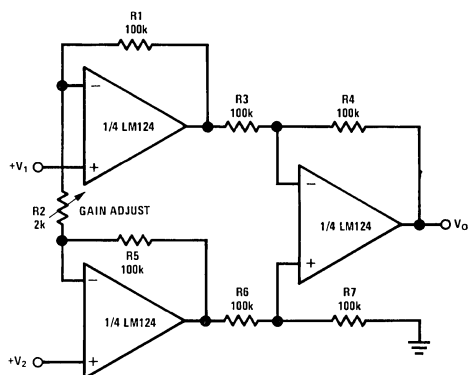 R1
100k
1/4 LM124
R3
100k
R4
100k
+V1
R2
2k
GAIN ADJUST
1/4 LM124
VO
R5
100k
1/4 LM124
R6
100k
R7
100k
+V2